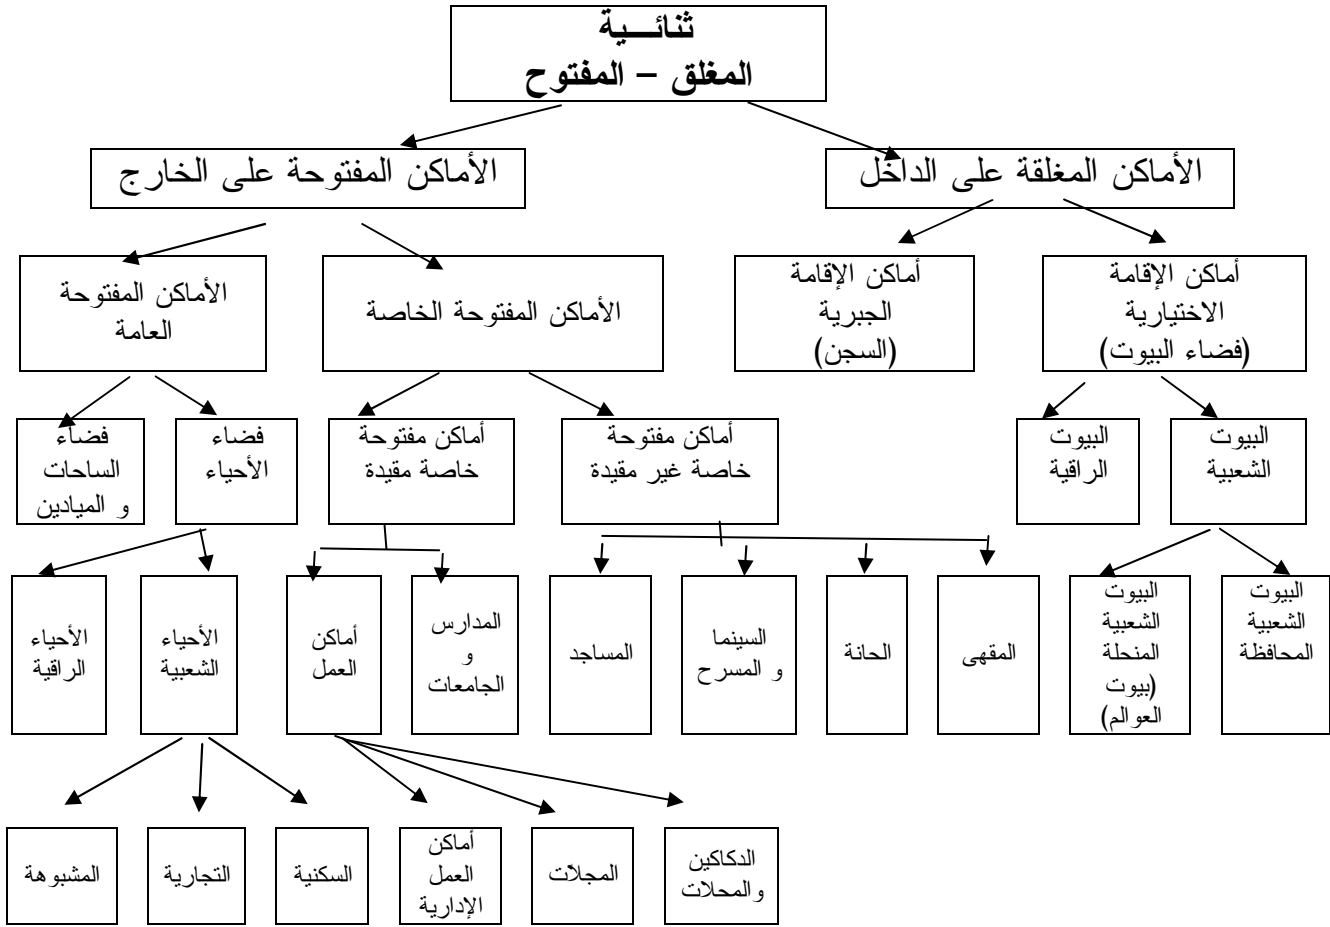 ثنائـــية
المغلق – المفتوح
الأماكن المغلقة على الداخل
الأماكن المفتوحة على الخارج
أماكن الإقامة
الاختيارية
(فضاء البيوت)
أماكن الإقامة
الجبرية
(السجن)
الأماكن المفتوحة الخاصة
الأماكن المفتوحة
العامة
البيوت
الشعبية
البيوت
الراقية
أماكن مفتوحة
خاصة غير مقيدة
أماكن مفتوحة
خاصة مقيدة
فضاء
الأحياء
فضاء
الساحات
و الميادين
البيوت
الشعبية
المحافظة
البيوت
الشعبية
المنحلة
(بيوت
العوالم)
المقهى
الحانة
السينما
و المسرح
المساجد
المدارس
و
الجامعات
أماكن
العمل
الأحياء
الشعبية
الأحياء
الراقية
الدكاكين
والمحلات
المجلات
أماكن
العمل
الإدارية
السكنية
التجارية
المشبوهة